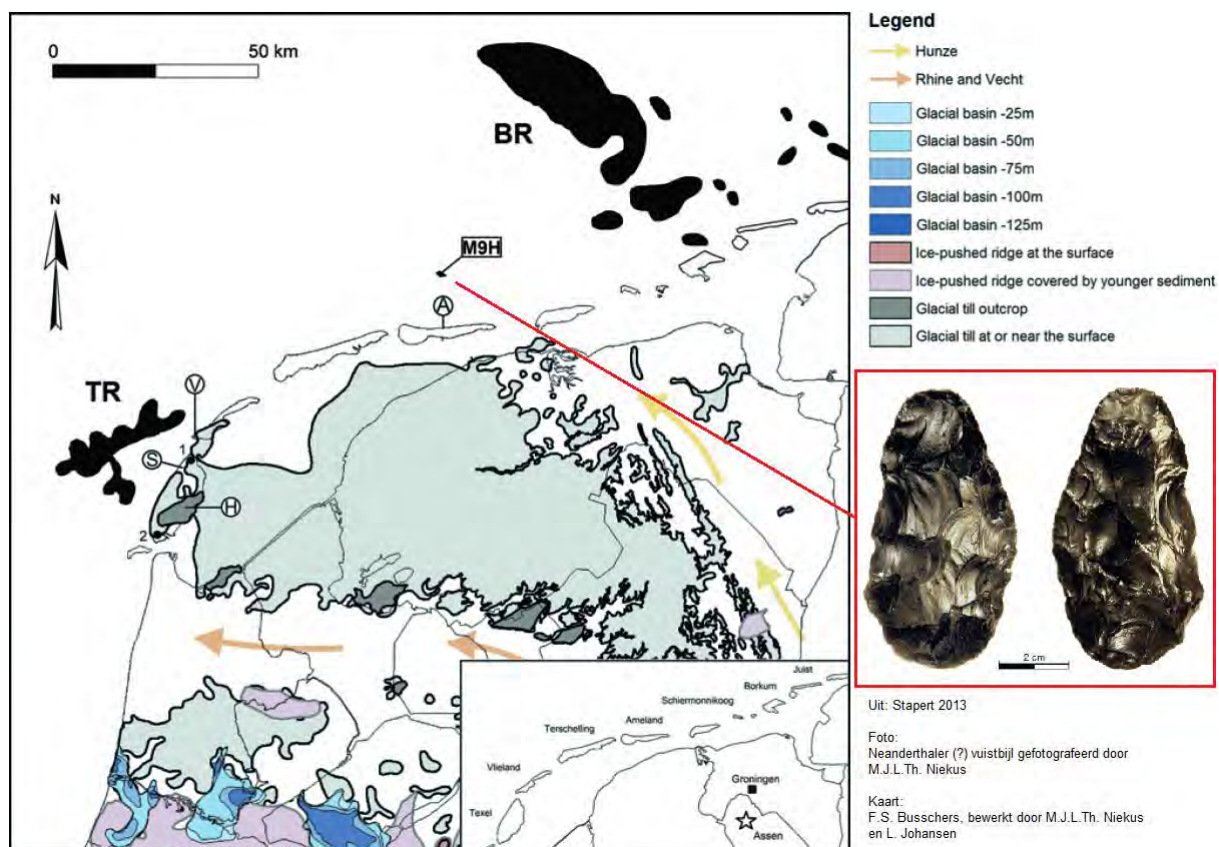 0 50 km
BR
N
M9H
A
V
TR
S
1
H
2
Juist
Borkum
Schiermonnikoog
Ameland
Terschelling
Vlieland
Groningen
Texel
Assen
Legend
Hunze
Rhine and Vecht
Glacial basin -25m
Glacial basin -50m
Glacial basin -75m
Glacial basin -100m
Glacial basin -125m
Ice-pushed ridge at the surface
Ice-pushed ridge covered by younger sediment
Glacial till outcrop
Glacial till at or near the surface
2 cm
Uit: Stapert 2013
Foto:
Neanderthaler (?) vuistbijl gefotografeerd door
M.J.L.Th. Niekus
Kaart:
F.S. Busschers, bewerkt door M.J.L.Th. Niekus
en L. Johansen